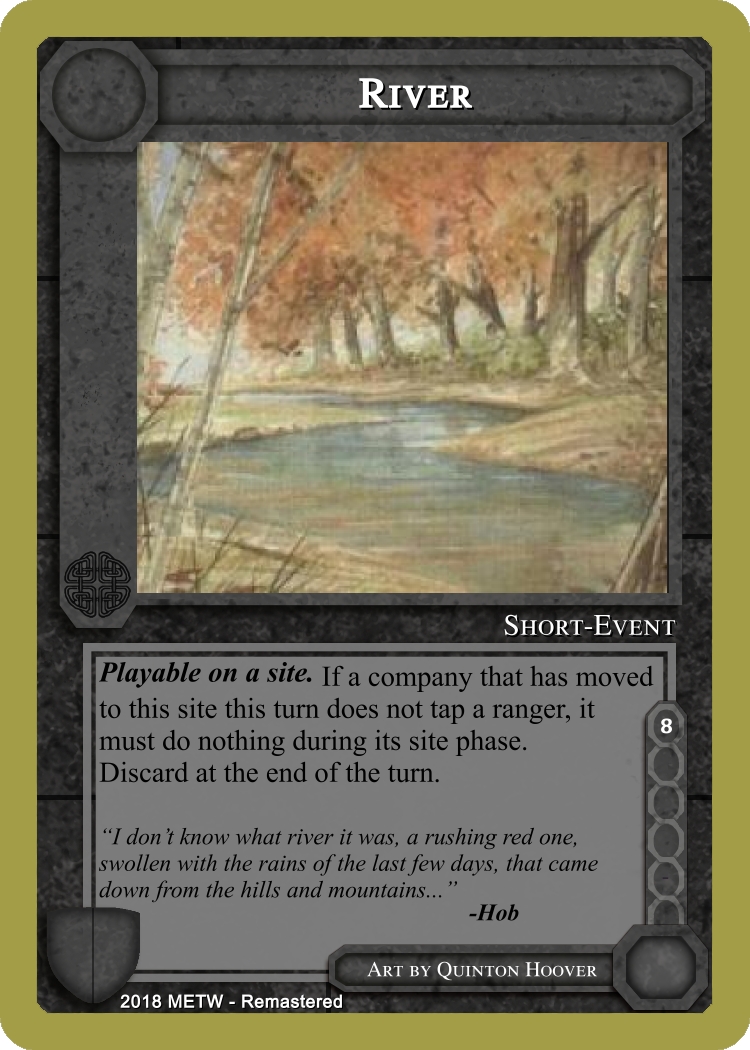 River
Short-Event
Playable on a site. If a company that has moved
to this site this turn does not tap a ranger, it
must do nothing during its site phase.
Discard at the end of the turn.
8
“I don’t know what river it was, a rushing red one,
swollen with the rains of the last few days, that came
down from the hills and mountains...”
-Hob
Art by Quinton Hoover
2018 METW - Remastered